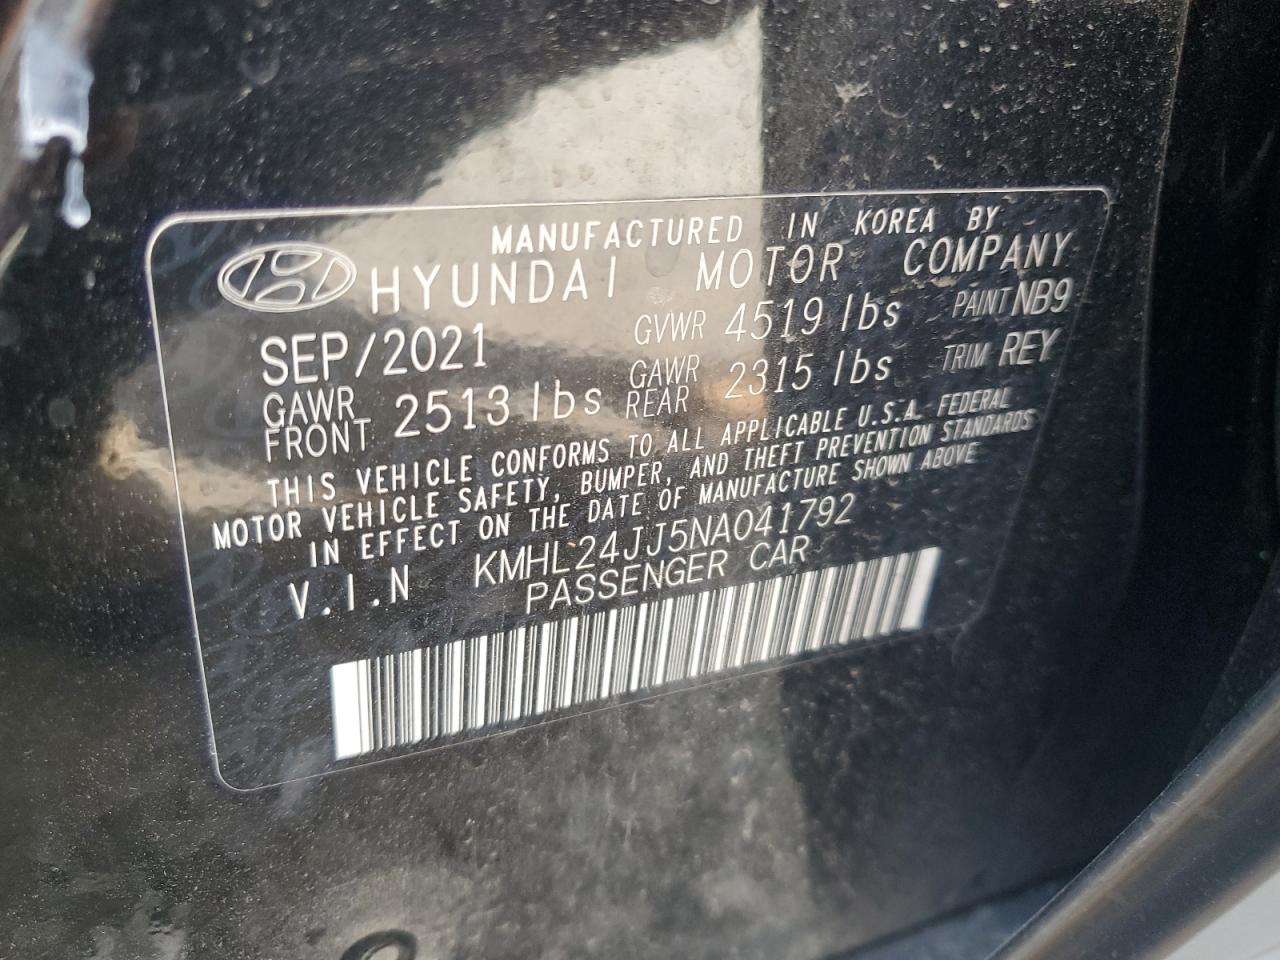 MANUFACTURED IN KOREA BY
HYUNDAI MOTOR COMPANY
SEP/2021 GVWR 4519 lbs PAINT NB9
GAWR FRONT 2513 lbs GAWR REAR 2315 lbs TRIM REY
THIS VEHICLE CONFORMS TO ALL APPLICABLE U.S.A. FEDERAL
MOTOR VEHICLE SAFETY, BUMPER, AND THEFT PREVENTION STANDARDS
IN EFFECT ON THE DATE OF MANUFACTURE SHOWN ABOVE
V.I.N KMHL24JJ5NA041792
PASSENGER CAR